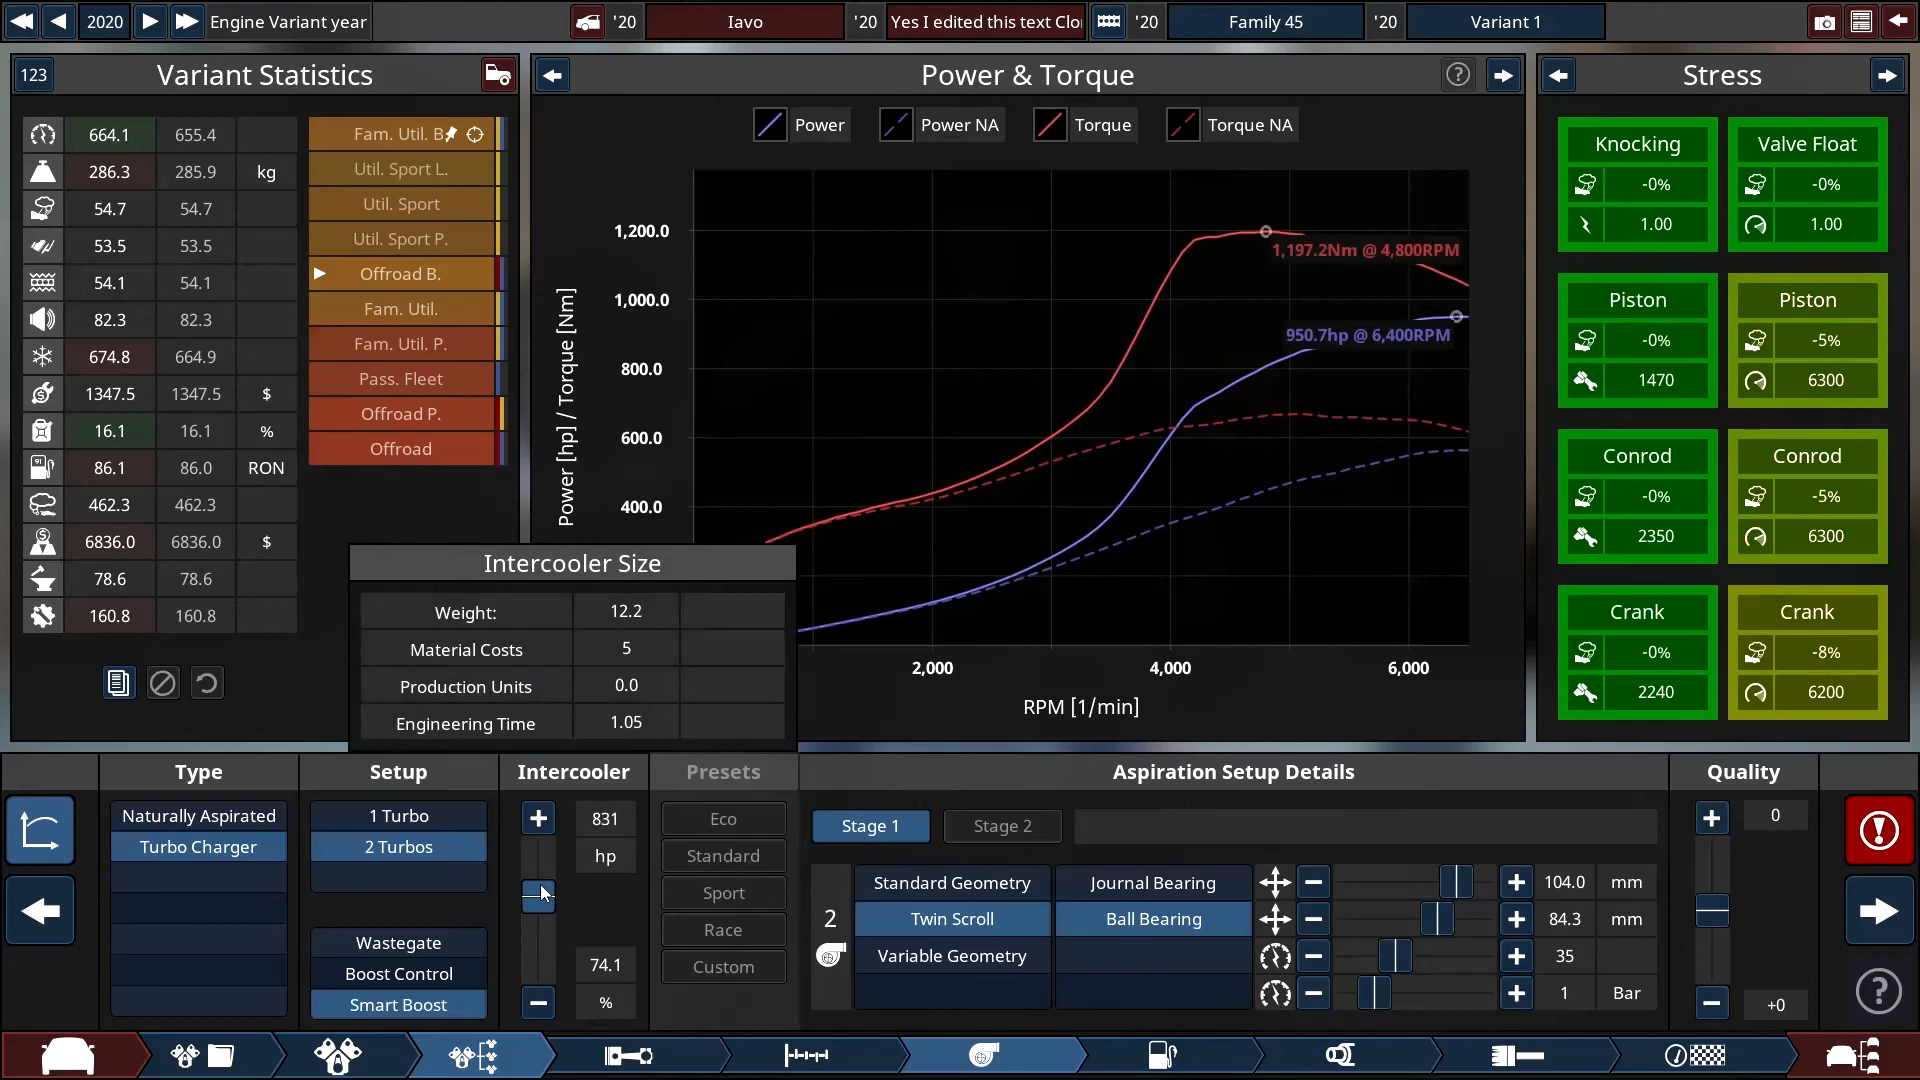 2020
Engine Variant year
'20
Iavo
'20
Yes I edited this text Clo
'20
Family 45
'20
Variant 1
123
Variant Statistics
664.1 655.4
286.3 285.9 kg
54.7 54.7
53.5 53.5
54.1 54.1
82.3 82.3
674.8 664.9
1347.5 1347.5 $
16.1 16.1 %
86.1 86.0 RON
462.3 462.3
6836.0 6836.0 $
78.6 78.6
160.8 160.8
Fam. Util. B.
Util. Sport L.
Util. Sport
Util. Sport P.
Offroad B.
Fam. Util.
Fam. Util. P.
Pass. Fleet
Offroad P.
Offroad
Power & Torque
?
Power
Power NA
Torque
Torque NA
Power [hp] / Torque [Nm]
1,200.0
1,000.0
800.0
600.0
400.0
1,197.2Nm @ 4,800RPM
950.7hp @ 6,400RPM
2,000
4,000
6,000
RPM [1/min]
Intercooler Size
Weight: 12.2
Material Costs 5
Production Units 0.0
Engineering Time 1.05
Stress
Knocking
-0%
1.00
Valve Float
-0%
1.00
Piston
-0%
1470
Piston
-5%
6300
Conrod
-0%
2350
Conrod
-5%
6300
Crank
-0%
2240
Crank
-8%
6200
Type
Naturally Aspirated
Turbo Charger
Setup
1 Turbo
2 Turbos
Wastegate
Boost Control
Smart Boost
Intercooler
831
hp
74.1
%
Presets
Eco
Standard
Sport
Race
Custom
Aspiration Setup Details
Stage 1
Stage 2
2
Standard Geometry
Twin Scroll
Variable Geometry
Journal Bearing
Ball Bearing
104.0 mm
84.3 mm
35
1 Bar
Quality
0
+0
?